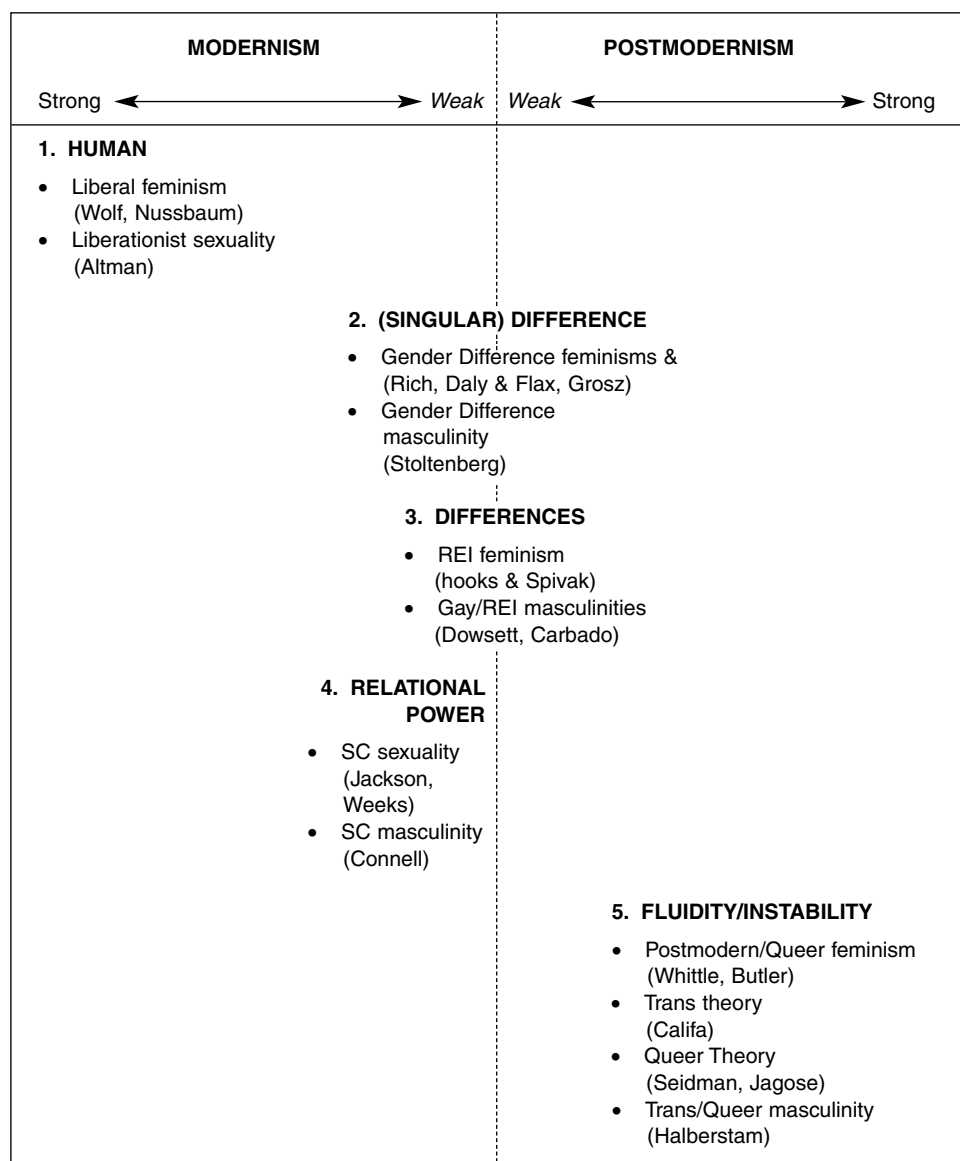 MODERNISM POSTMODERNISM
Strong Weak Weak Strong
1. HUMAN
• Liberal feminism
(Wolf, Nussbaum)
• Liberationist sexuality
(Altman)
2. (SINGULAR) DIFFERENCE
• Gender Difference feminisms &
(Rich, Daly & Flax, Grosz)
• Gender Difference
masculinity
(Stoltenberg)
3. DIFFERENCES
• REI feminism
(hooks & Spivak)
• Gay/REI masculinities
(Dowsett, Carbado)
4. RELATIONAL
POWER
• SC sexuality
(Jackson,
Weeks)
• SC masculinity
(Connell)
5. FLUIDITY/INSTABILITY
• Postmodern/Queer feminism
(Whittle, Butler)
• Trans theory
(Califa)
• Queer Theory
(Seidman, Jagose)
• Trans/Queer masculinity
(Halberstam)